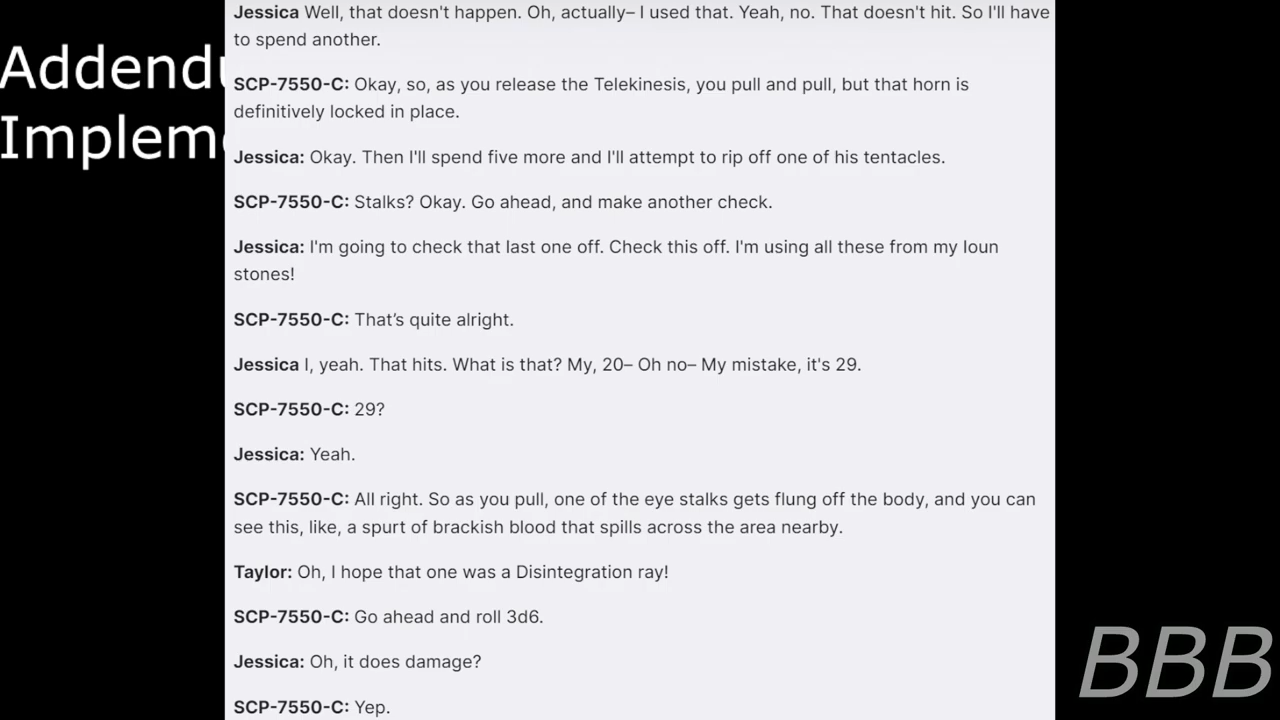 Addendu
Implem
Jessica Well, that doesn't happen. Oh, actually– I used that. Yeah, no. That doesn't hit. So I'll have
to spend another.
SCP-7550-C: Okay, so, as you release the Telekinesis, you pull and pull, but that horn is
definitively locked in place.
Jessica: Okay. Then I'll spend five more and I'll attempt to rip off one of his tentacles.
SCP-7550-C: Stalks? Okay. Go ahead, and make another check.
Jessica: I'm going to check that last one off. Check this off. I'm using all these from my Ioun
stones!
SCP-7550-C: That’s quite alright.
Jessica I, yeah. That hits. What is that? My, 20– Oh no– My mistake, it's 29.
SCP-7550-C: 29?
Jessica: Yeah.
SCP-7550-C: All right. So as you pull, one of the eye stalks gets flung off the body, and you can
see this, like, a spurt of brackish blood that spills across the area nearby.
Taylor: Oh, I hope that one was a Disintegration ray!
SCP-7550-C: Go ahead and roll 3d6.
Jessica: Oh, it does damage?
SCP-7550-C: Yep.
BBB